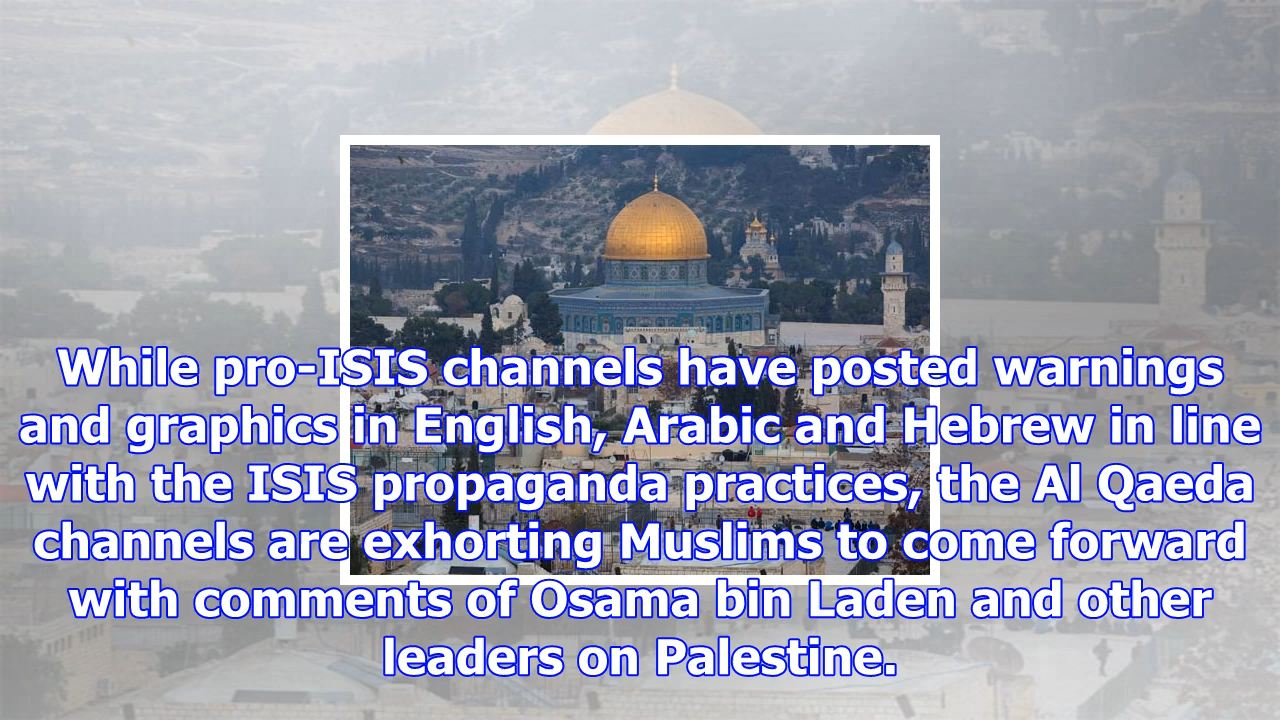 While pro-ISIS channels have posted warnings
and graphics in English, Arabic and Hebrew in line
with the ISIS propaganda practices, the Al Qaeda
channels are exhorting Muslims to come forward
with comments of Osama bin Laden and other
leaders on Palestine.